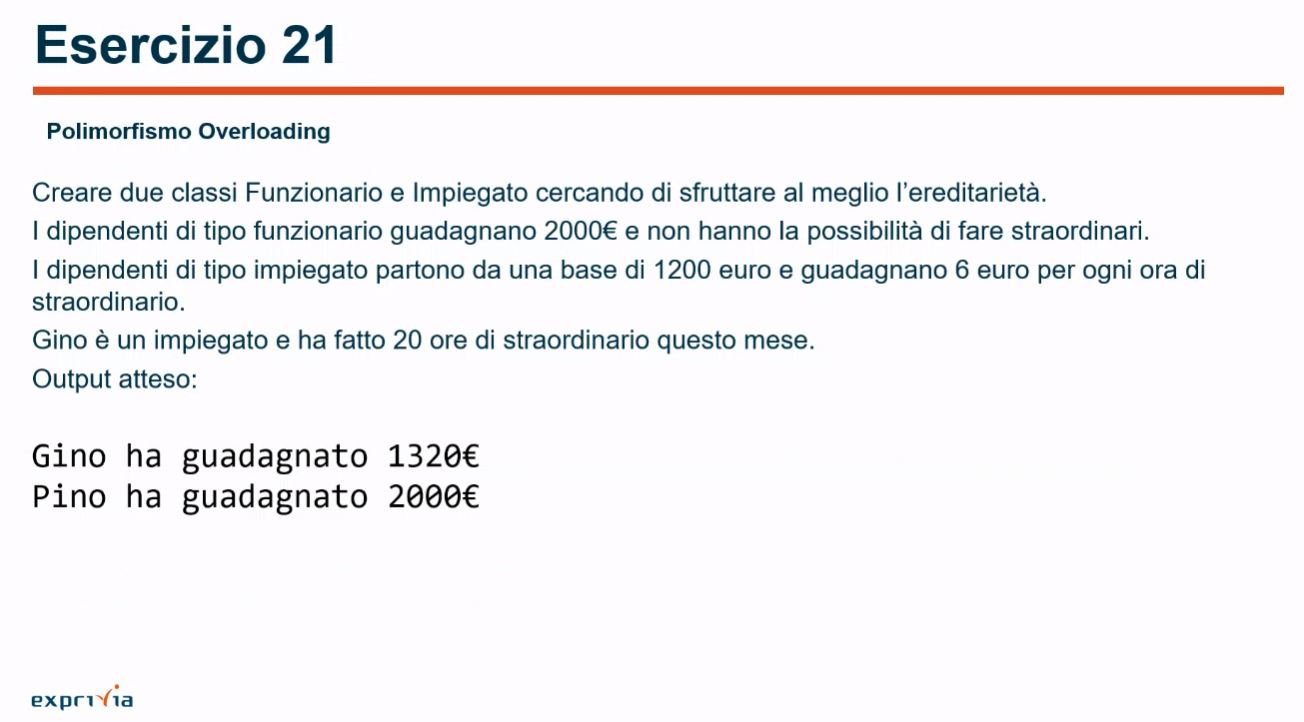 Esercizio 21
Polimorfismo Overloading
Creare due classi Funzionario e Impiegato cercando di sfruttare al meglio l’ereditarietà.
I dipendenti di tipo funzionario guadagnano 2000€ e non hanno la possibilità di fare straordinari.
I dipendenti di tipo impiegato partono da una base di 1200 euro e guadagnano 6 euro per ogni ora di
straordinario.
Gino è un impiegato e ha fatto 20 ore di straordinario questo mese.
Output atteso:
Gino ha guadagnato 1320€
Pino ha guadagnato 2000€
exprivia